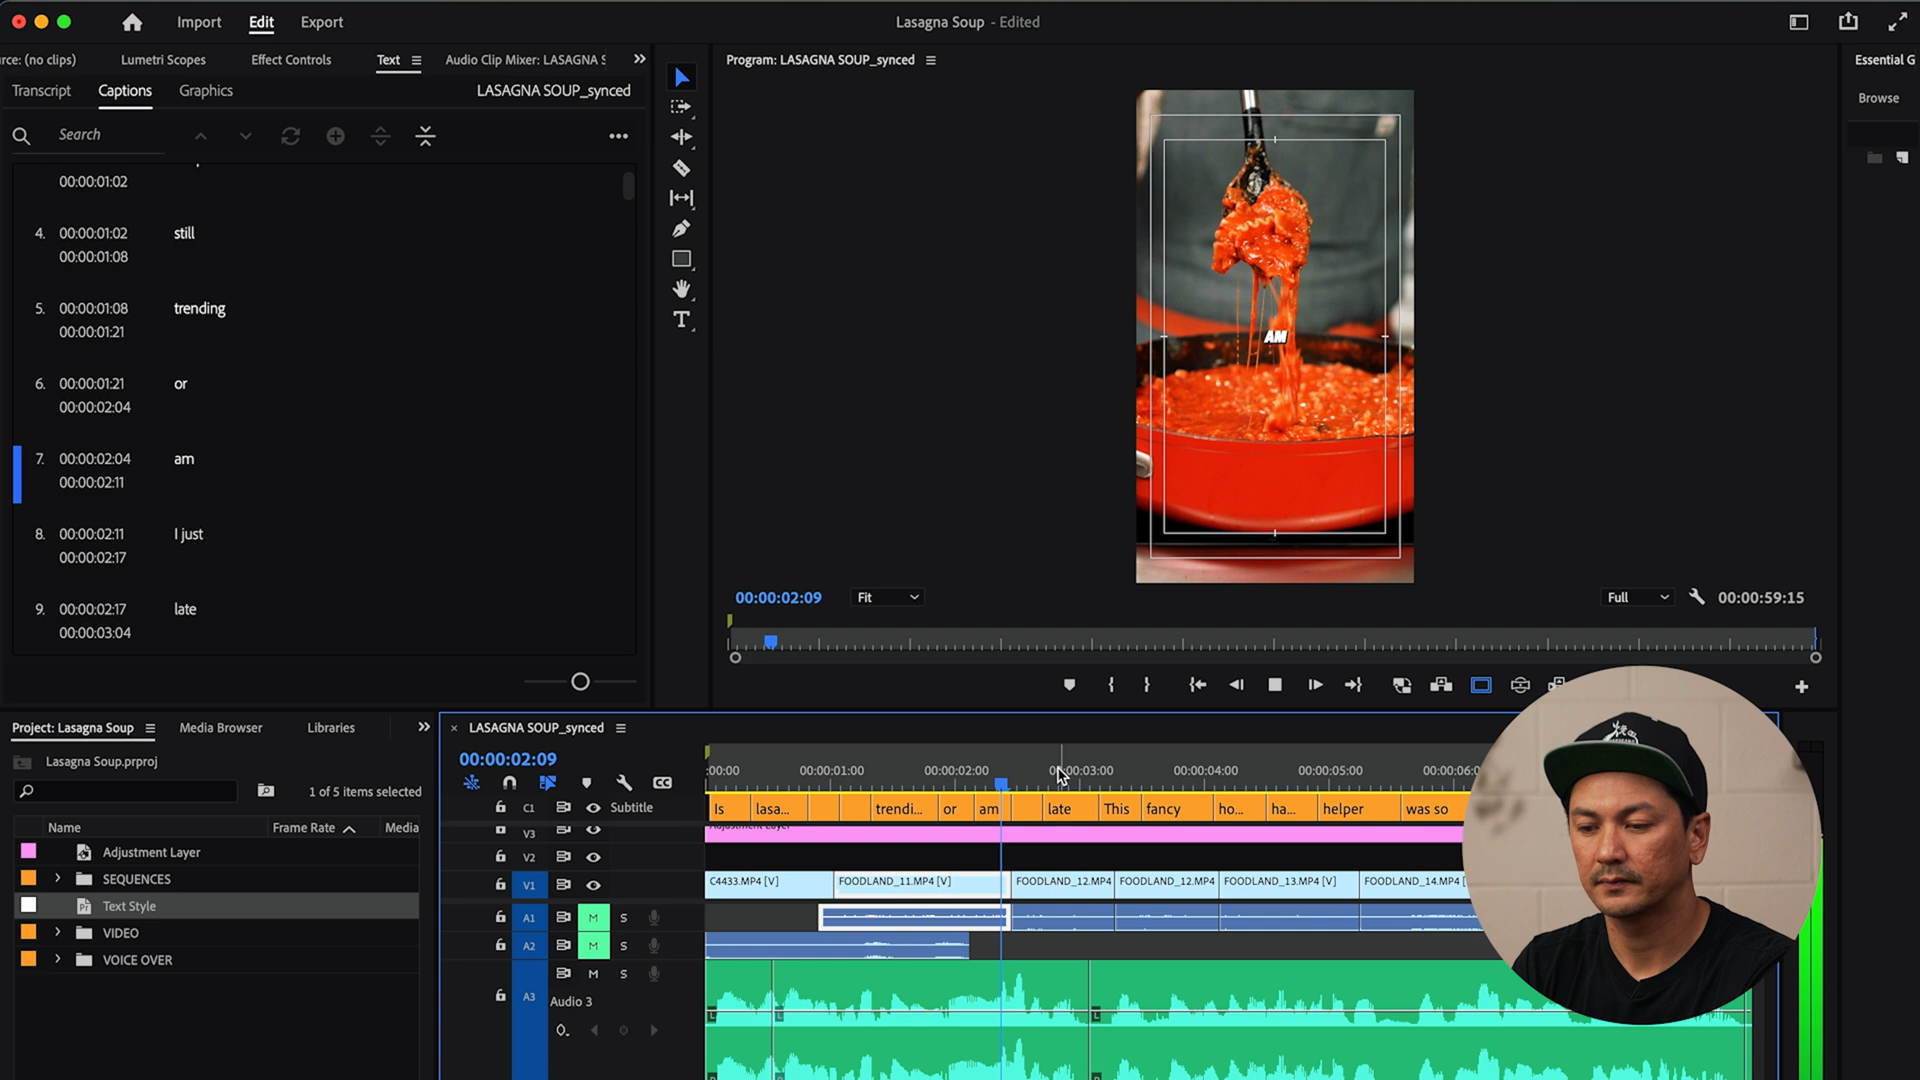 Import Edit Export
Lasagna Soup - Edited
rce: (no clips) Lumetri Scopes Effect Controls Text Audio Clip Mixer: LASAGNA S
Transcript Captions Graphics LASAGNA SOUP_synced
Search
00:00:01:02
4. 00:00:01:02 still
00:00:01:08
5. 00:00:01:08 trending
00:00:01:21
6. 00:00:01:21 or
00:00:02:04
7. 00:00:02:04 am
00:00:02:11
8. 00:00:02:11 I just
00:00:02:17
9. 00:00:02:17 late
00:00:03:04
Program: LASAGNA SOUP_synced
AM
00:00:02:09 Fit Full 00:00:59:15
Essential G
Browse
Project: Lasagna Soup Media Browser Libraries
Lasagna Soup.prproj
1 of 5 items selected
Name Frame Rate Media
Adjustment Layer
SEQUENCES
Text Style
VIDEO
VOICE OVER
× LASAGNA SOUP_synced
00:00:02:09
:00:00 00:00:01:00 00:00:02:00 00:00:03:00 00:00:04:00 00:00:05:00 00:00:06:0
C1 Subtitle Is lasa... trendi... or am late This fancy ho... ha... helper was so
V3 Adjustment Layer
V2
V1 C4433.MP4 [V] FOODLAND_11.MP4 [V] FOODLAND_12.MP4 FOODLAND_12.MP4 FOODLAND_13.MP4 [V] FOODLAND_14.MP4 [
A1 M S
A2 M S
M S
A3 Audio 3